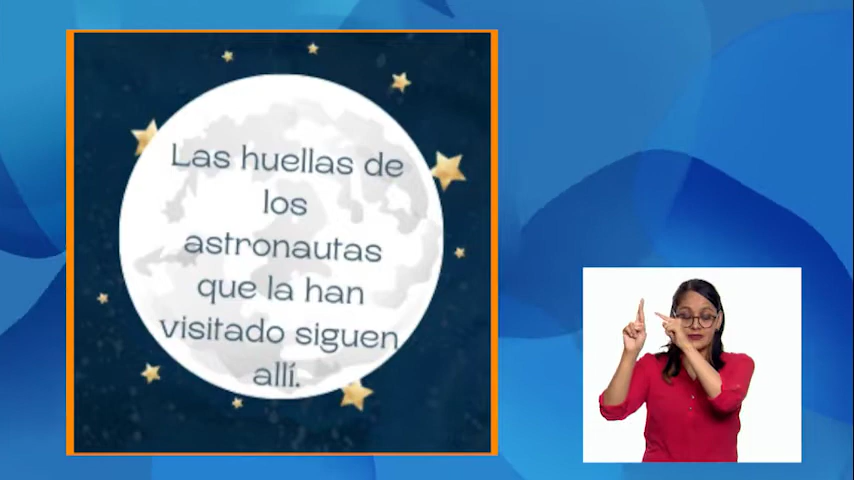 Las huellas de
los
astronautas
que la han
visitado siguen
allí.